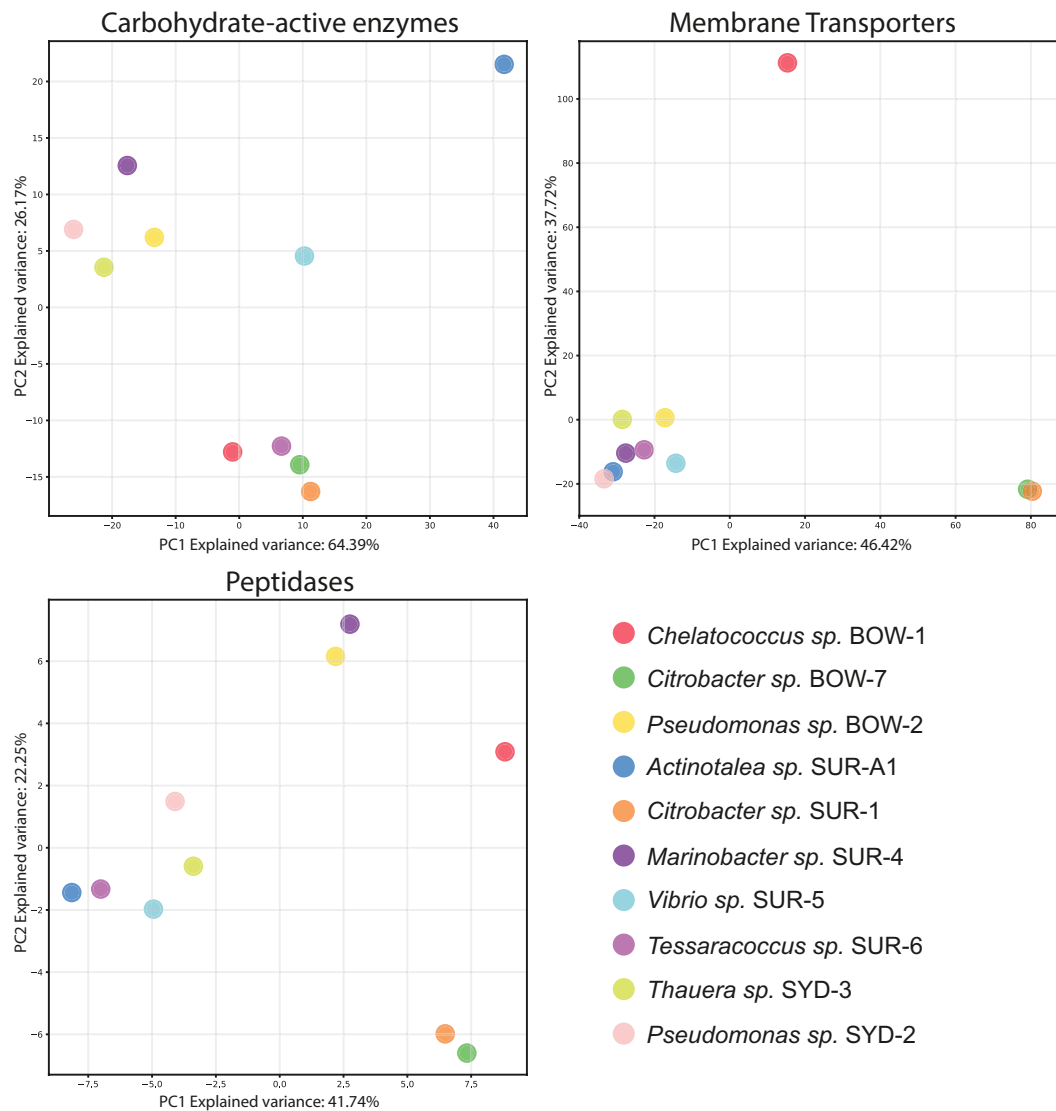 Carbohydrate-active enzymes
20
15
10
5
0
−5
−10
−15
−20
−10
0
10
20
30
40
PC2 Explained variance: 26.17%
PC1 Explained variance: 64.39%
Membrane Transporters
100
80
60
40
20
0
−20
−40
−20
0
20
40
60
80
PC2 Explained variance: 37.72%
PC1 Explained variance: 46.42%
Peptidases
6
4
2
0
−2
−4
−6
−7,5
−5,0
−2,5
0,0
2,5
5,0
7,5
PC2 Explained variance: 22.25%
PC1 Explained variance: 41.74%
Chelatococcus sp. BOW-1
Citrobacter sp. BOW-7
Pseudomonas sp. BOW-2
Actinotalea sp. SUR-A1
Citrobacter sp. SUR-1
Marinobacter sp. SUR-4
Vibrio sp. SUR-5
Tessaracoccus sp. SUR-6
Thauera sp. SYD-3
Pseudomonas sp. SYD-2